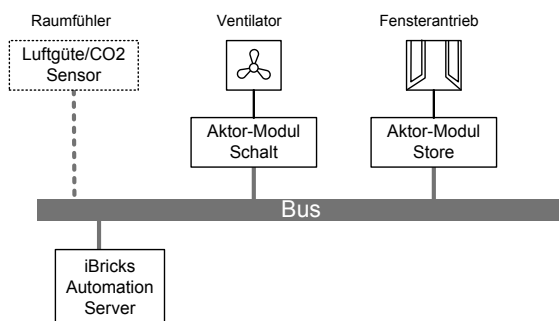 Raumfühler
Ventilator
Fensterantrieb
Luftgüte/CO2
Sensor
Aktor-Modul
Schalt
Aktor-Modul
Store
Bus
iBricks
Automation
Server